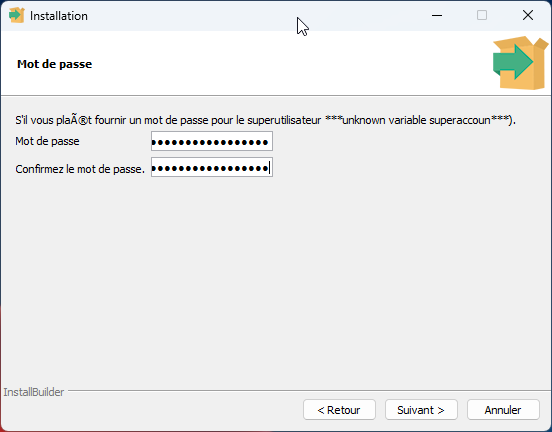 Installation
Mot de passe
S'il vous plaÃ®t fournir un mot de passe pour le superutilisateur ***unknown variable superaccoun***).
Mot de passe
Confirmez le mot de passe.
InstallBuilder
< Retour
Suivant >
Annuler